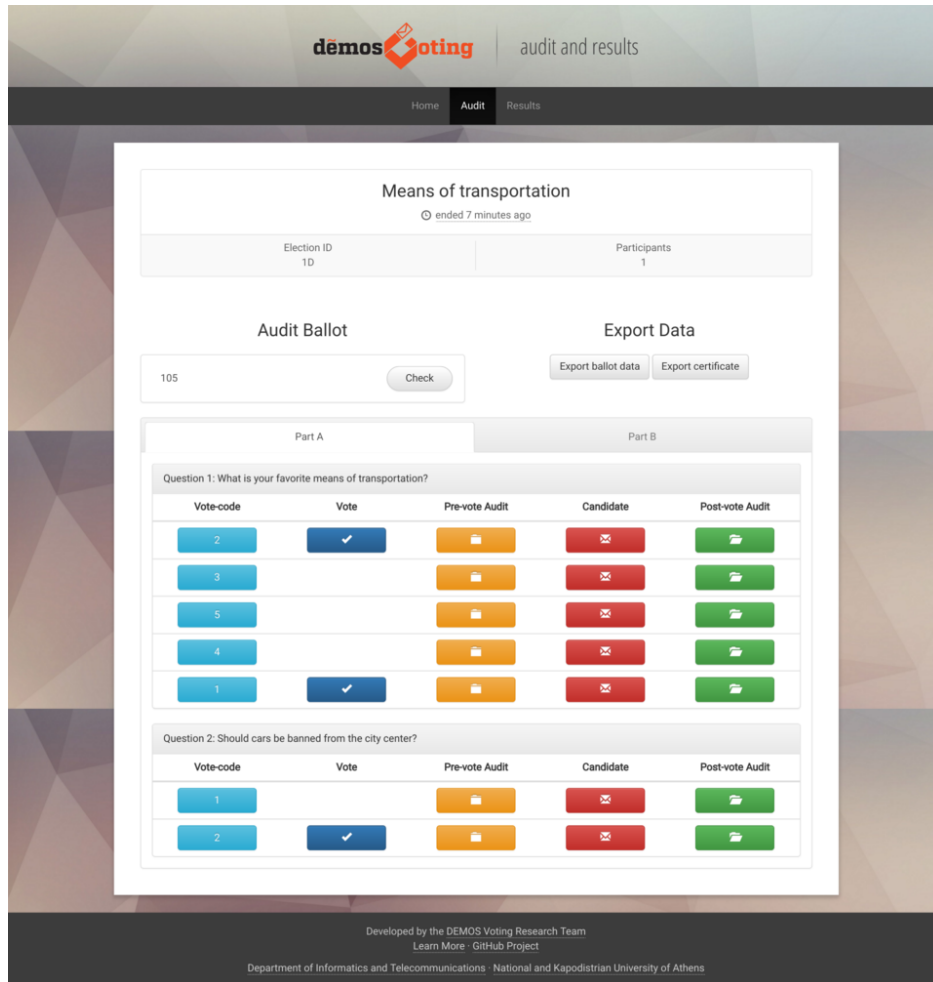 dēmos Voting audit and results
Home Audit Results
Means of transportation
ended 7 minutes ago
Election ID Participants
1D 1
Audit Ballot Export Data
105 Check Export ballot data Export certificate
Part A Part B
Question 1: What is your favorite means of transportation?
Vote-code Vote Pre-vote Audit Candidate Post-vote Audit
2
3
5
4
1
Question 2: Should cars be banned from the city center?
Vote-code Vote Pre-vote Audit Candidate Post-vote Audit
1
2
Developed by the DEMOS Voting Research Team
Learn More · GitHub Project
Department of Informatics and Telecommunications · National and Kapodistrian University of Athens